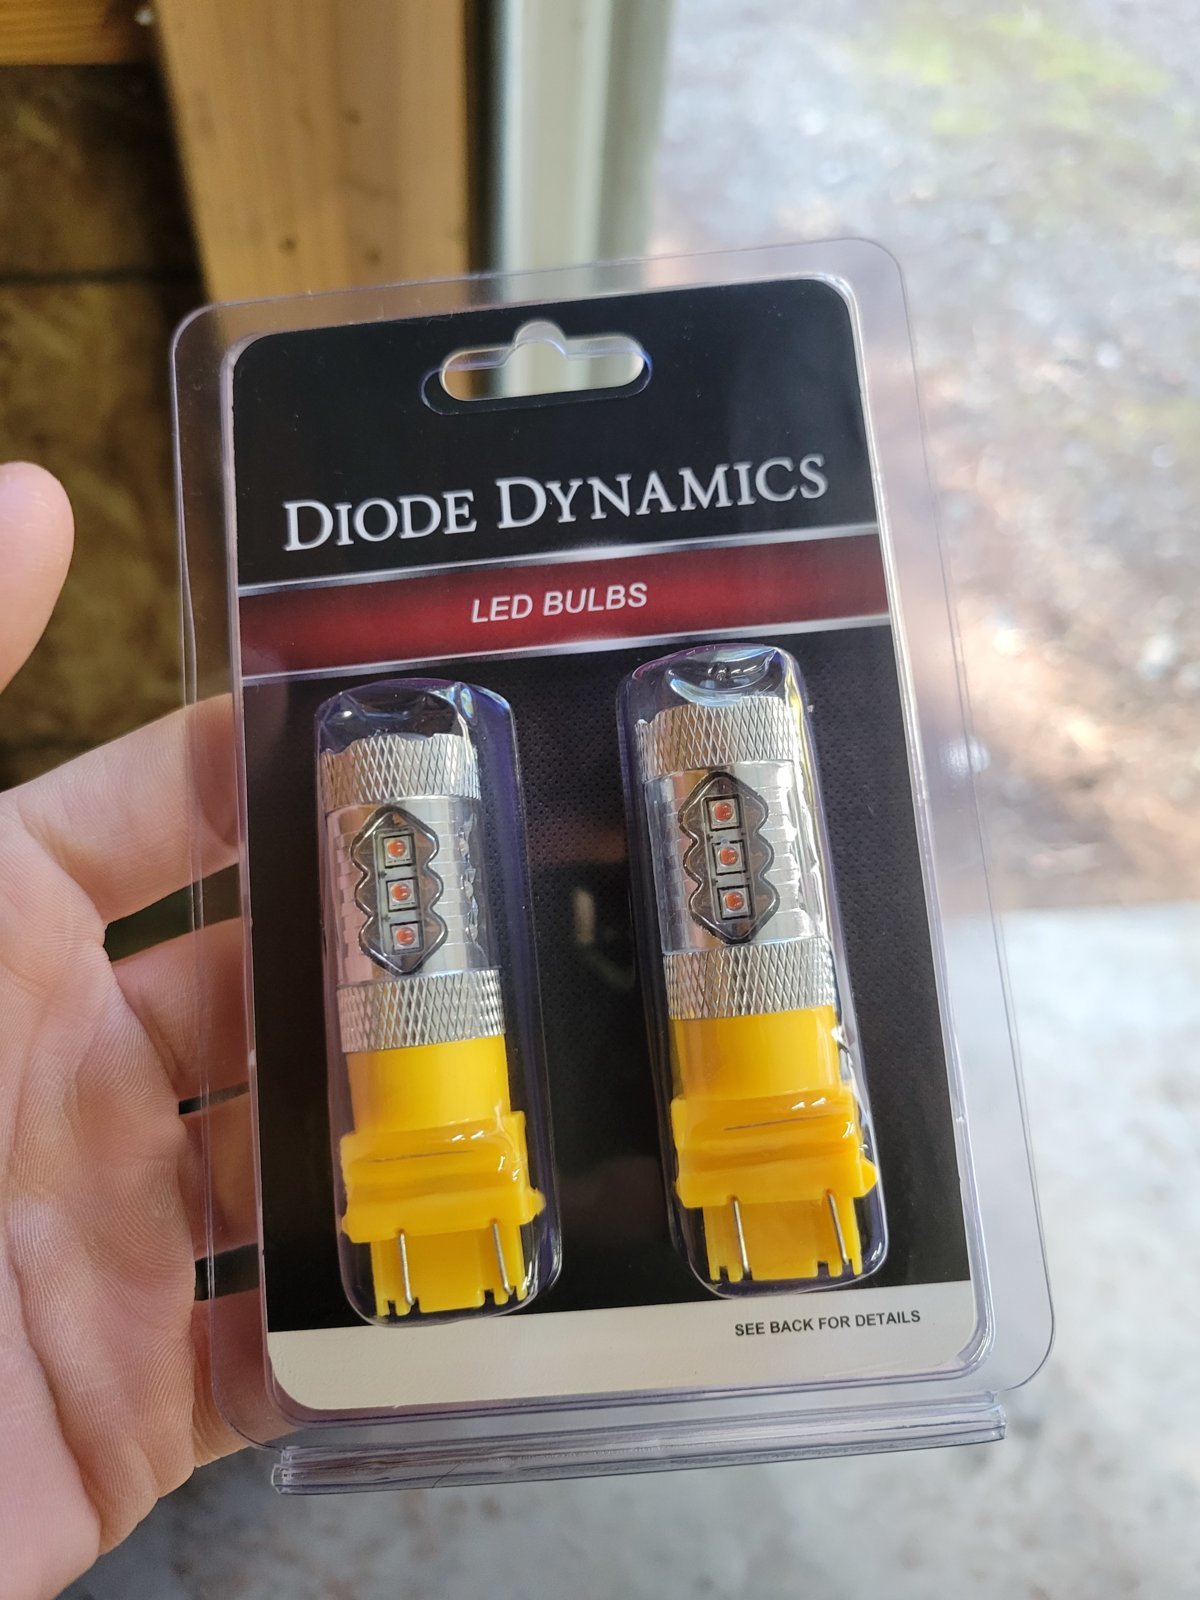 DIODE DYNAMICS
LED BULBS
SEE BACK FOR DETAILS